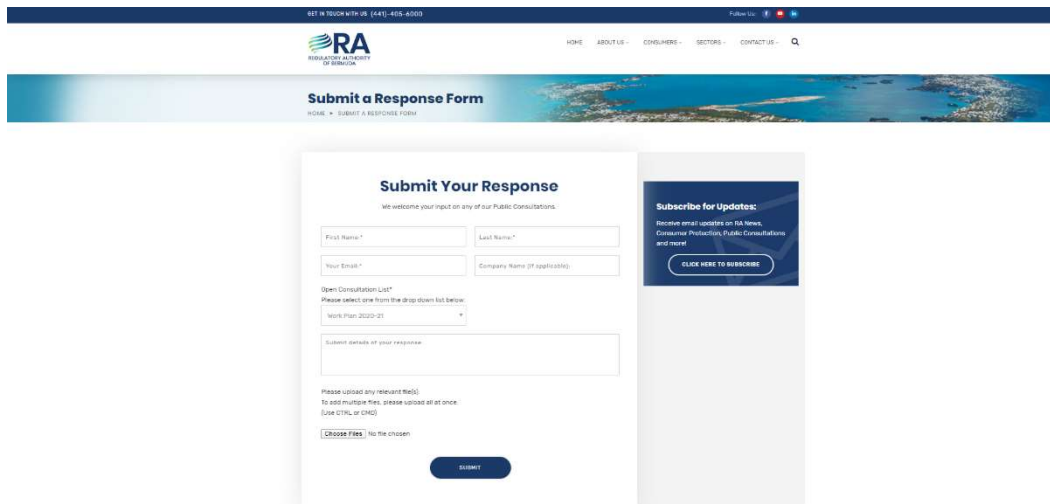 GET IN TOUCH WITH US (441)-405-6000
Follow Us:
RA
REGULATORY AUTHORITY
OF BERMUDA
HOME ABOUT US CONSUMERS SECTORS CONTACT US
Submit a Response Form
HOME SUBMIT A RESPONSE FORM
Submit Your Response
We welcome your input on any of our Public Consultations.
First Name:* Last Name:*
Your Email:* Company Name (if applicable):
Open Consultation List*
Please select one from the drop down list below:
Work Plan 2020-21
Submit details of your response
Please upload any relevant file(s).
To add multiple files, please upload all at once
(Use CTRL or CMD)
Choose Files No file chosen
SUBMIT
Subscribe for Updates:
Receive email updates on RA News,
Consumer Protection, Public Consultations
and more!
CLICK HERE TO SUBSCRIBE